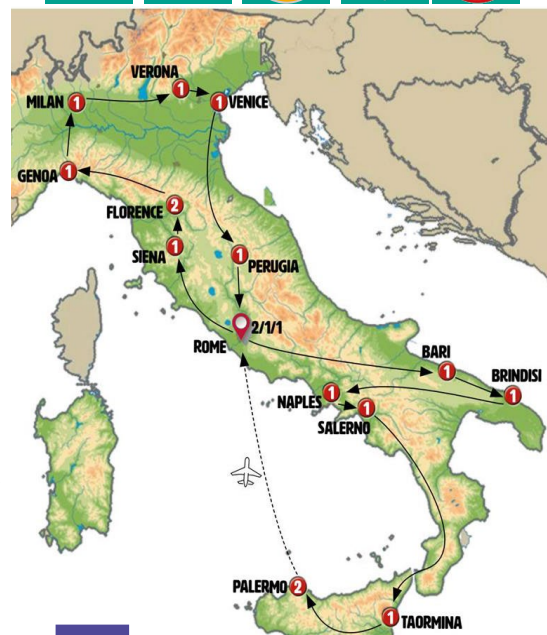 VERONA
1
MILAN 1
1 VENICE
GENOA 1
FLORENCE 2
SIENA 1
1 PERUGIA
2/1/1
ROME
BARI
1
BRINDISI
1
NAPLES 1
1
SALERNO
PALERMO 2
1 TAORMINA